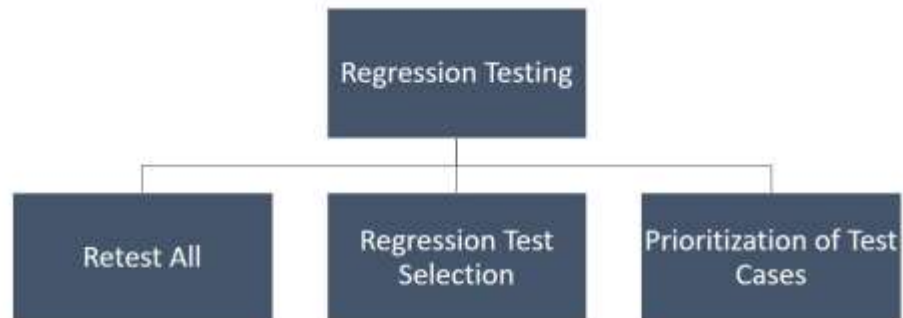 Regression Testing
Retest All
Regression Test
Selection
Prioritization of Test
Cases